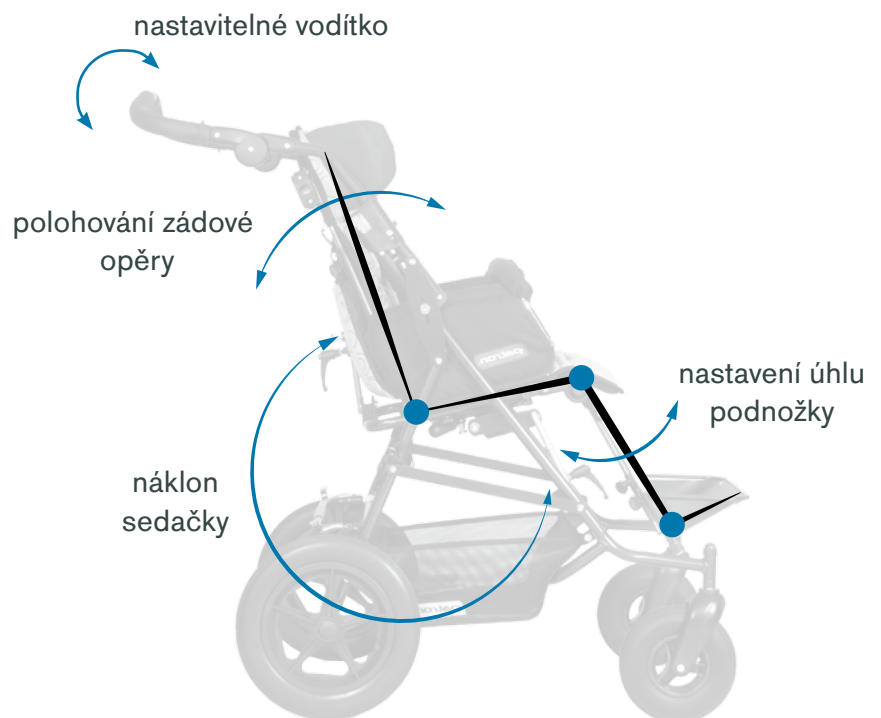 nastavitelné vodítko
polohování zádové
opěry
nastavení úhlu
podnožky
náklon
sedačky